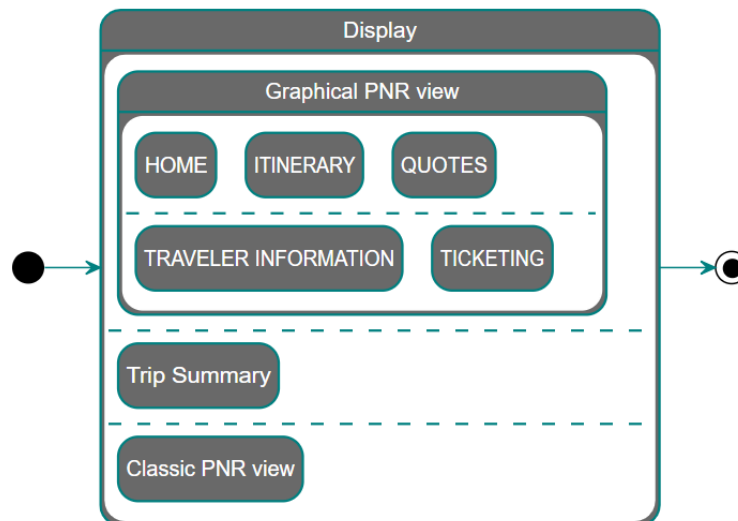 Display
Graphical PNR view
HOME ITINERARY QUOTES
TRAVELER INFORMATION TICKETING
Trip Summary
Classic PNR view